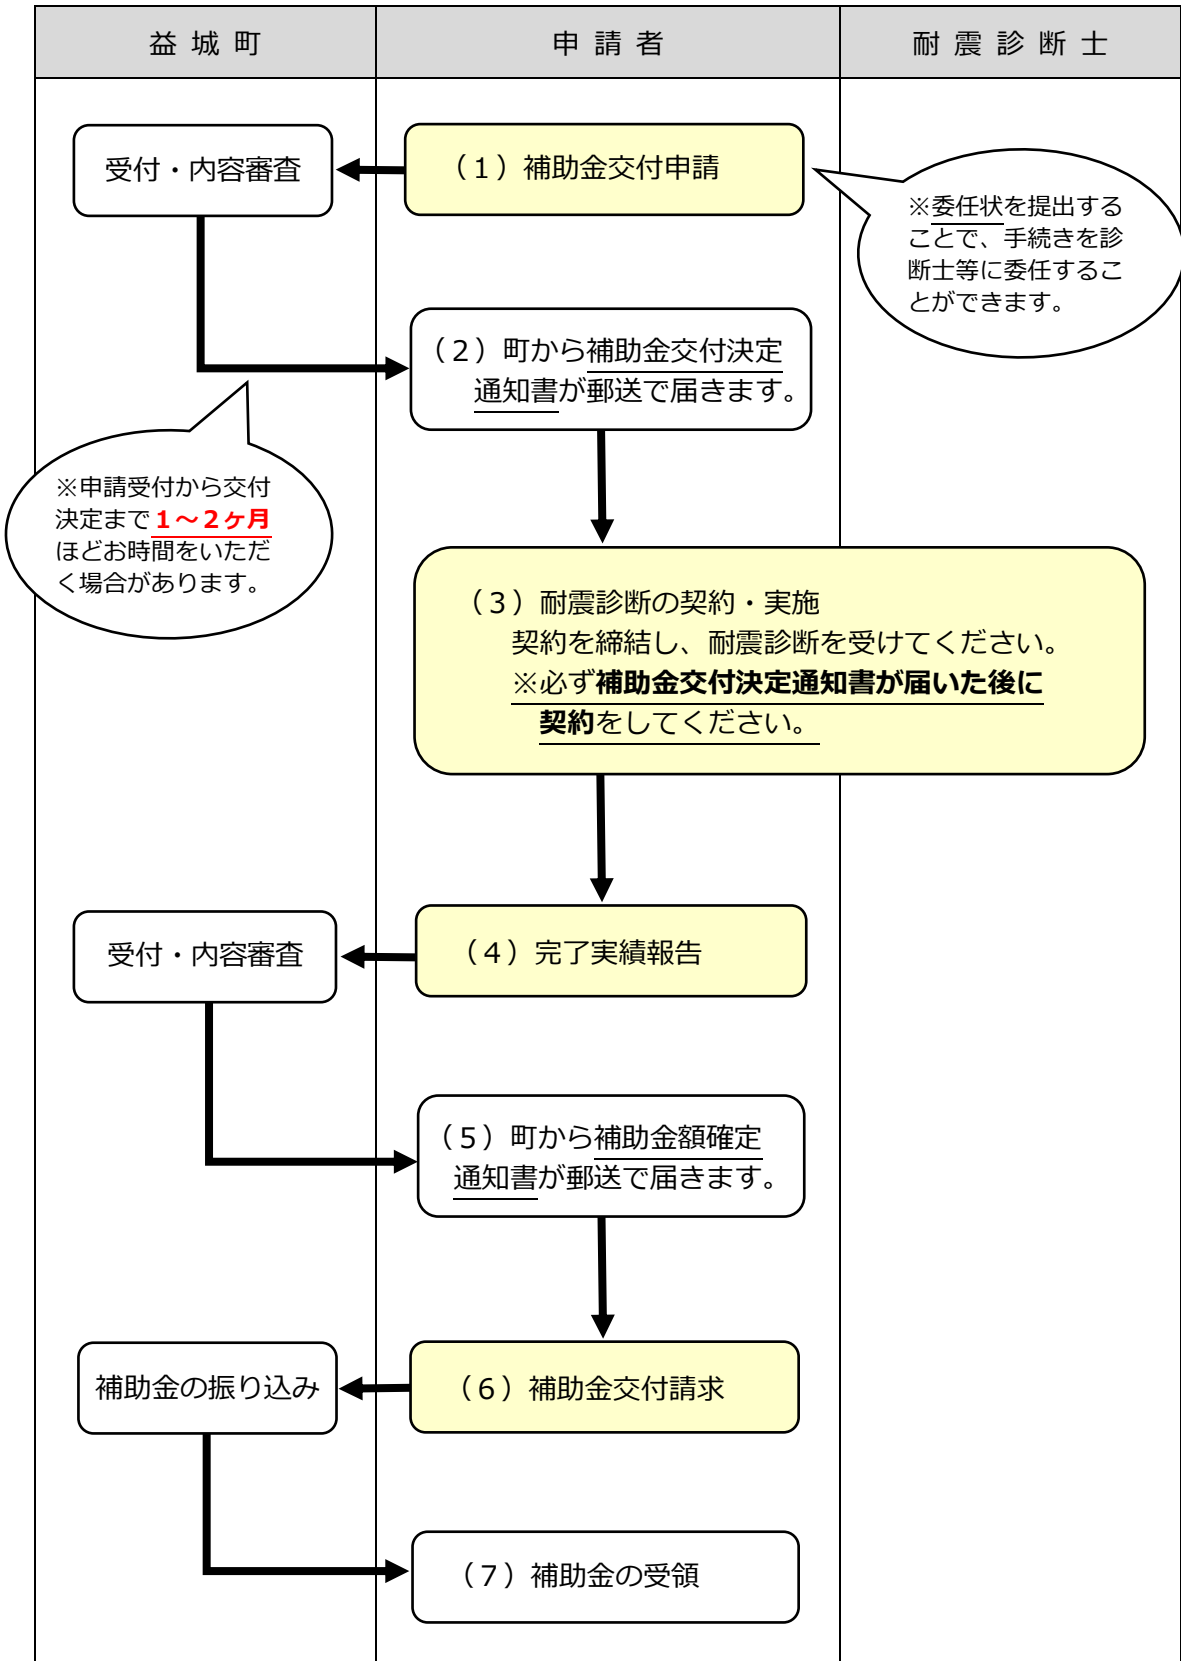 益城町
申請者
耐震診断士
受付・内容審査
（１）補助金交付申請
※委任状を提出する
ことで、手続きを診
断士等に委任するこ
とができます。
（２）町から補助金交付決定
通知書が郵送で届きます。
※申請受付から交付
決定まで１～２ヶ月
ほどお時間をいただ
く場合があります。
（３）耐震診断の契約・実施
契約を締結し、耐震診断を受けてください。
※必ず補助金交付決定通知書が届いた後に
契約をしてください。
受付・内容審査
（４）完了実績報告
（５）町から補助金額確定
通知書が郵送で届きます。
補助金の振り込み
（６）補助金交付請求
（７）補助金の受領